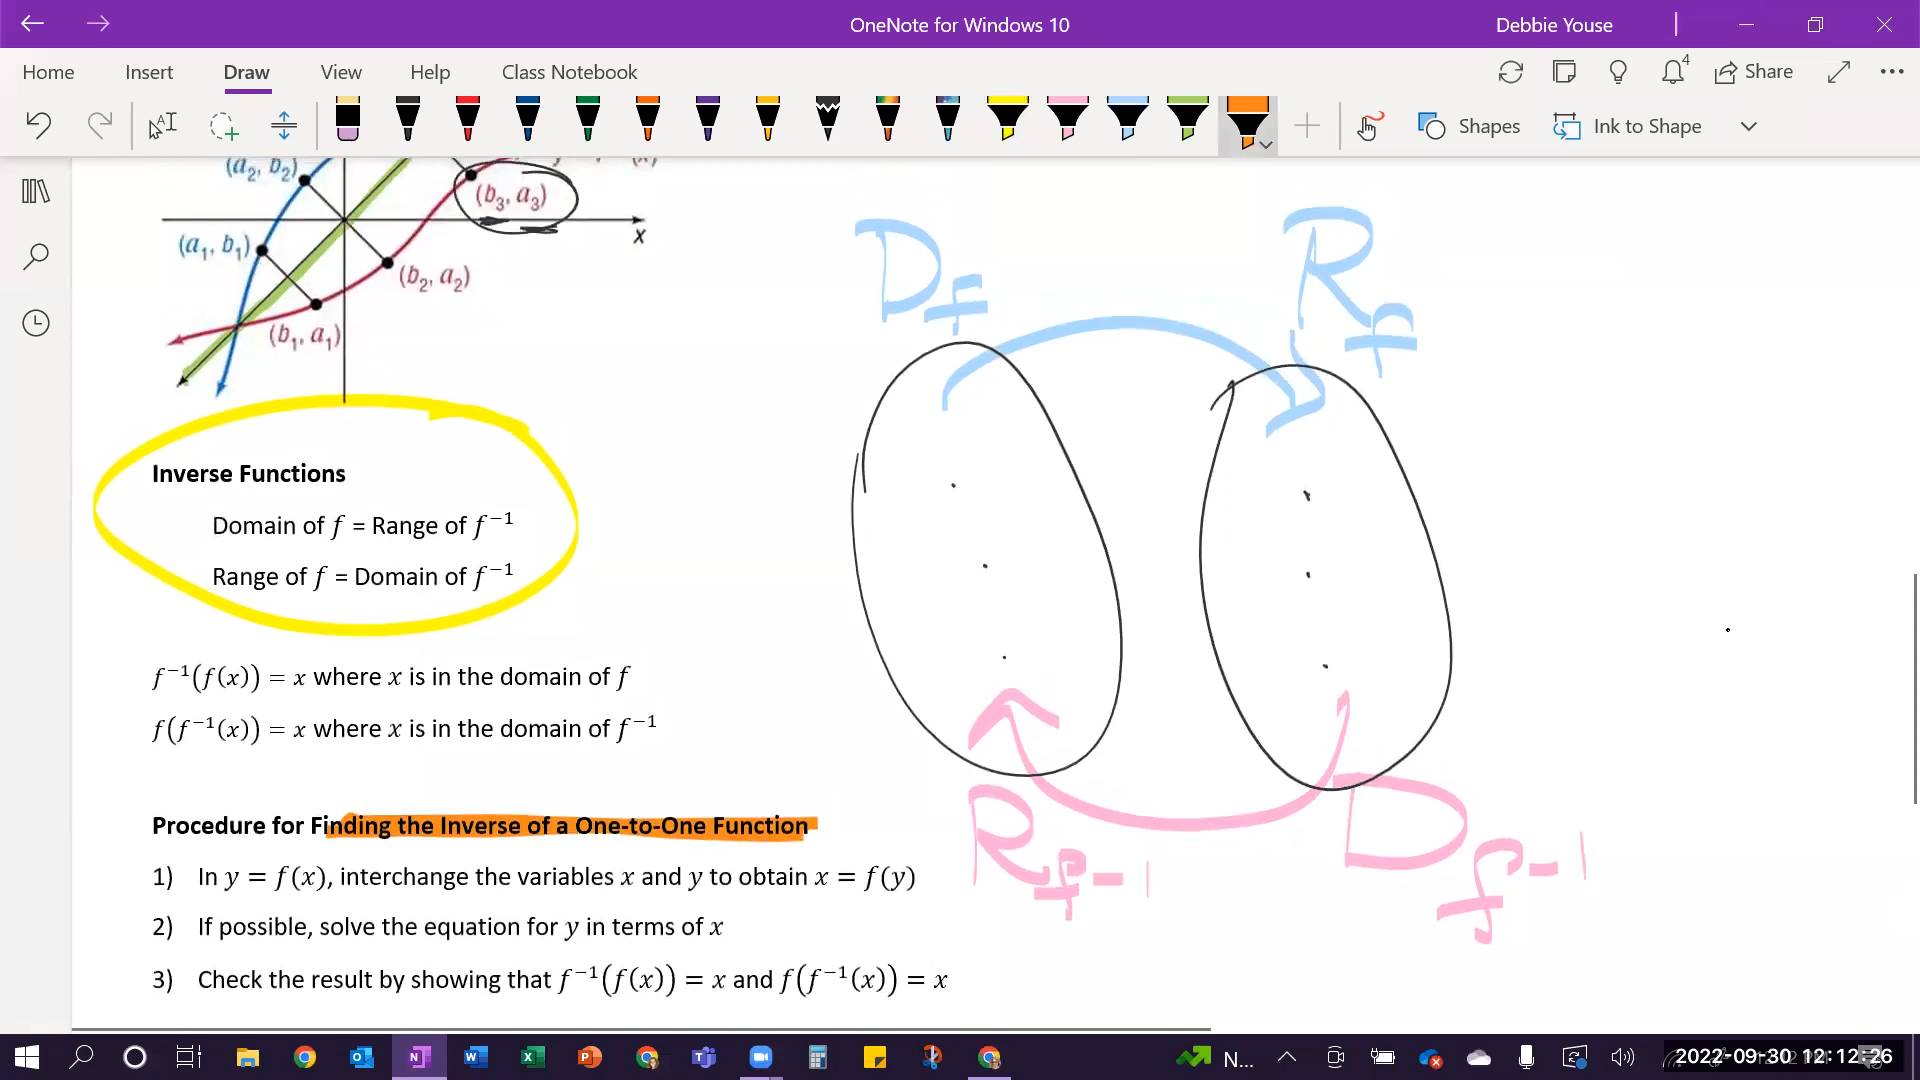 OneNote for Windows 10
Debbie Youse
Home Insert Draw View Help Class Notebook
4
Share
Shapes
Ink to Shape
(a₂, b₂)
(b₃, a₃)
x
(a₁, b₁)
(b₂, a₂)
(b₁, a₁)
D_f
R_f
Inverse Functions
Domain of f = Range of f⁻¹
Range of f = Domain of f⁻¹
f⁻¹(f(x)) = x where x is in the domain of f
f(f⁻¹(x)) = x where x is in the domain of f⁻¹
Procedure for Finding the Inverse of a One-to-One Function
1) In y = f(x), interchange the variables x and y to obtain x = f(y)
2) If possible, solve the equation for y in terms of x
3) Check the result by showing that f⁻¹(f(x)) = x and f(f⁻¹(x)) = x
R_f-1
D_f-1
N...
2022-09-30 12:12:26